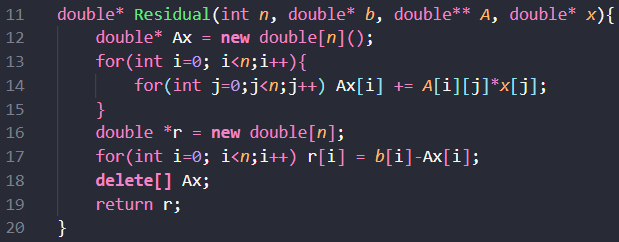 11 double* Residual(int n, double* b, double** A, double* x){
12     double* Ax = new double[n]();
13     for(int i=0; i<n;i++){
14         for(int j=0;j<n;j++) Ax[i] += A[i][j]*x[j];
15     }
16     double *r = new double[n];
17     for(int i=0; i<n;i++) r[i] = b[i]-Ax[i];
18     delete[] Ax;
19     return r;
20 }